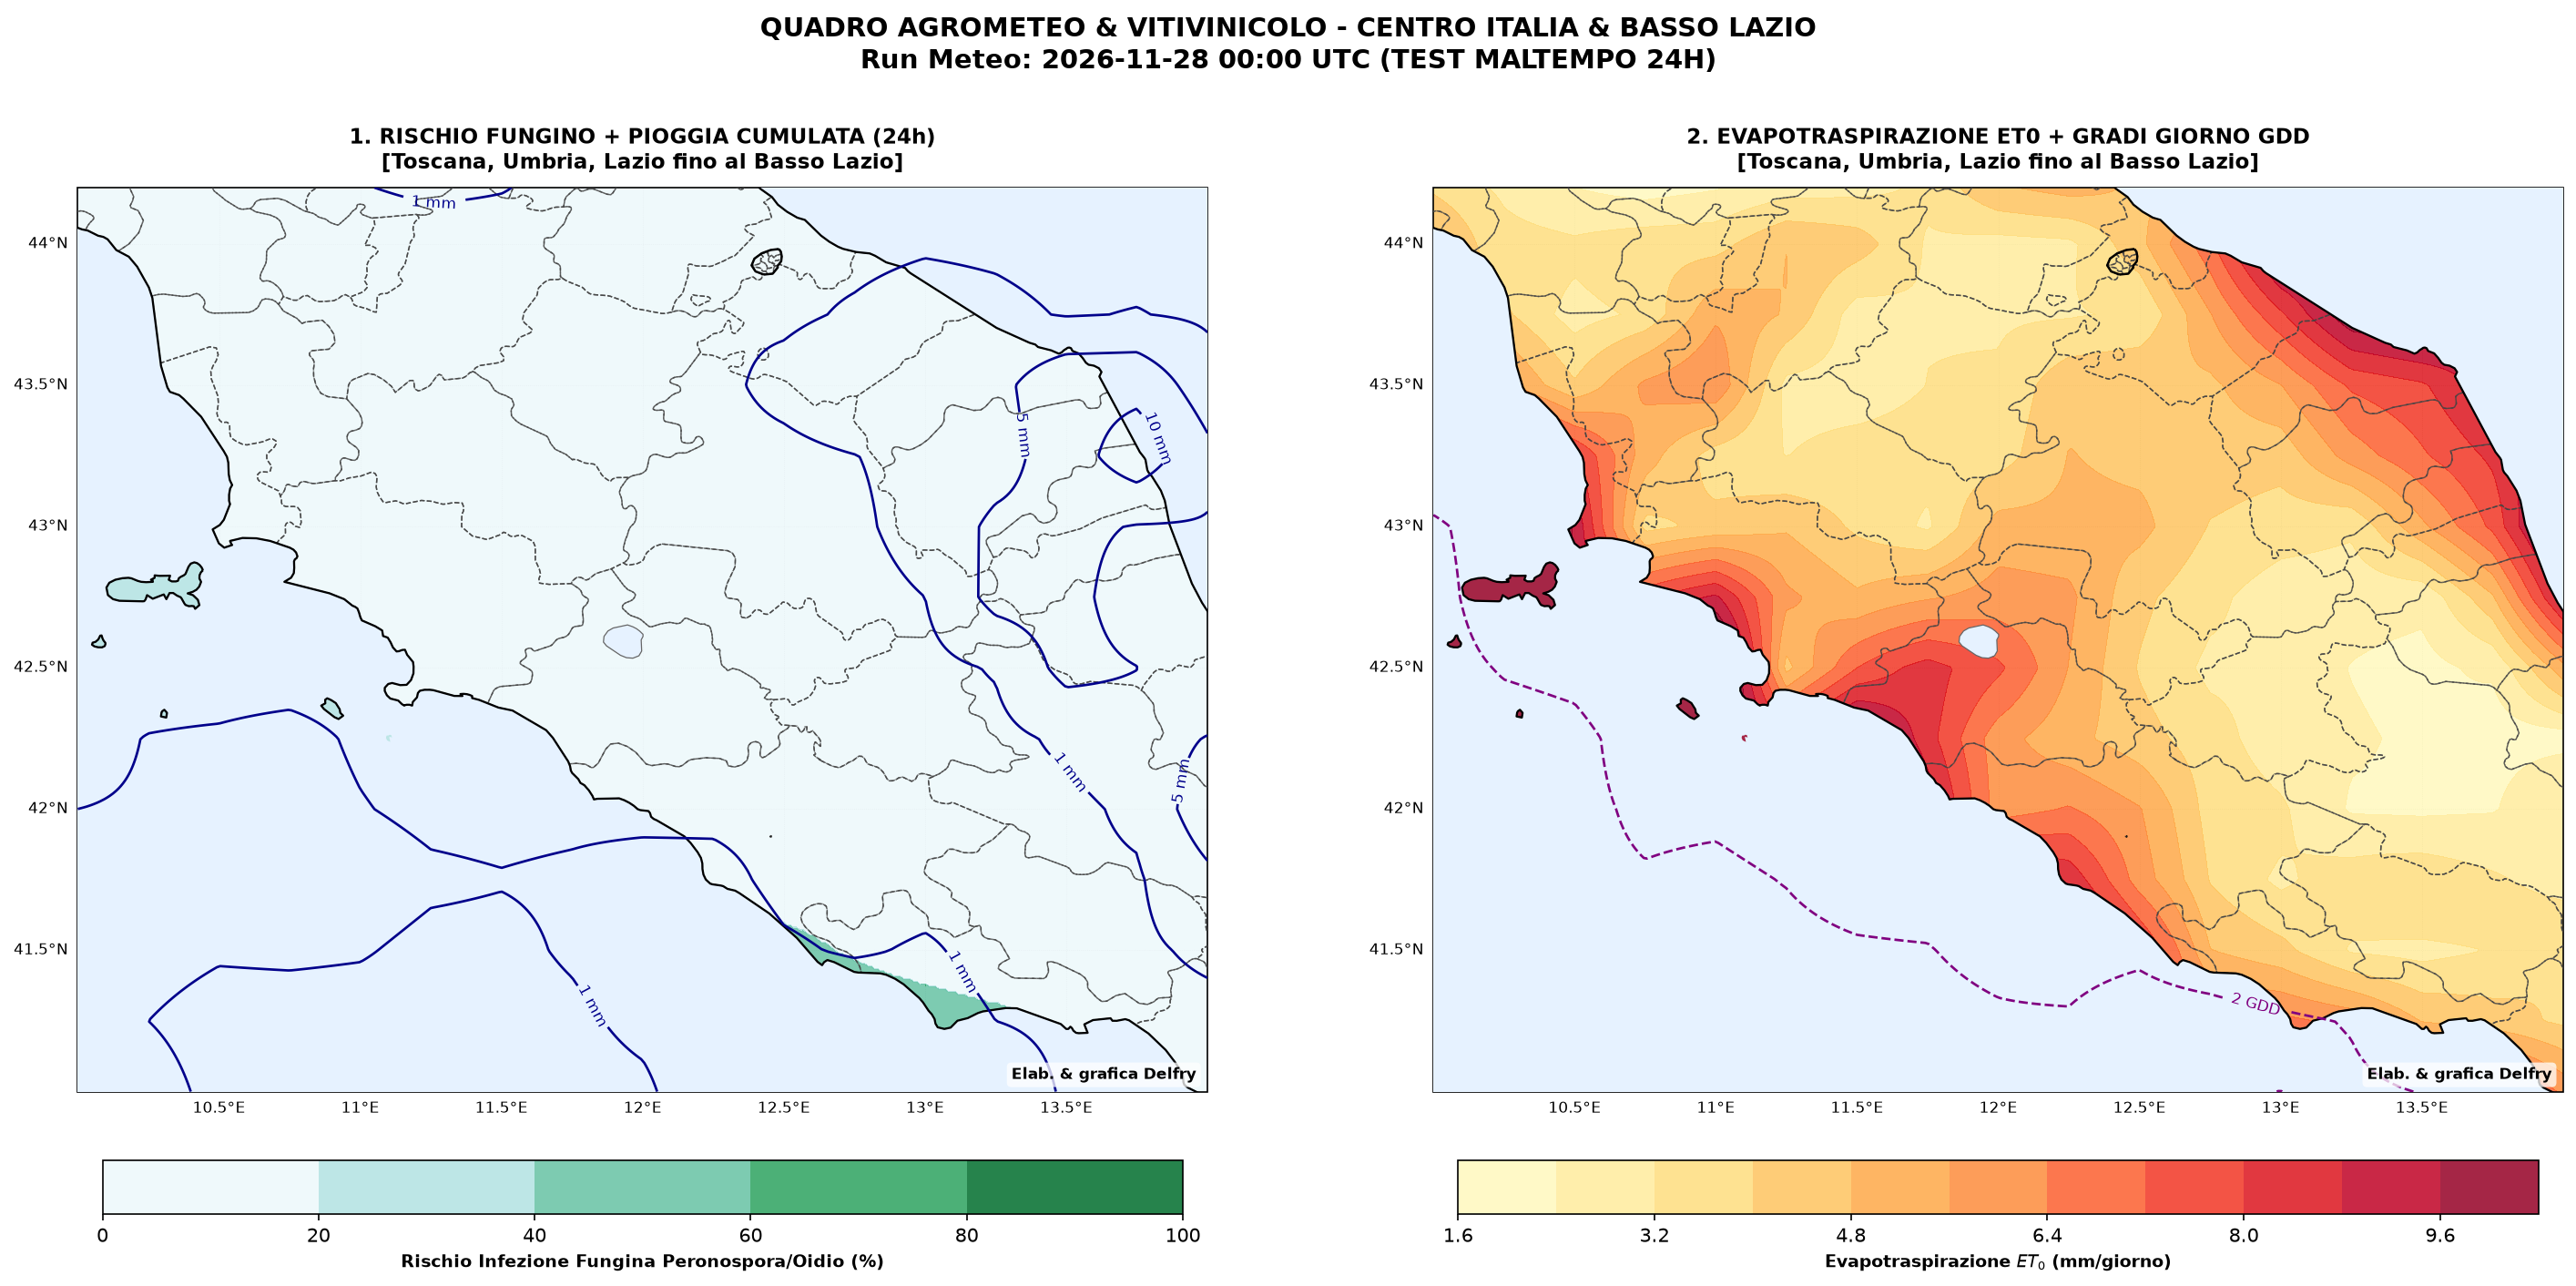 QUADRO AGROMETEO & VITIVINICOLO - CENTRO ITALIA & BASSO LAZIO
Run Meteo: 2026-11-28 00:00 UTC (TEST MALTEMPO 24H)
1. RISCHIO FUNGINO + PIOGGIA CUMULATA (24h)
[Toscana, Umbria, Lazio fino al Basso Lazio]
1 mm
44°N
43.5°N
43°N
42.5°N
42°N
41.5°N
5 mm
10 mm
1 mm
5 mm
1 mm
1 mm
Elab. & grafica Delfry
10.5°E 11°E 11.5°E 12°E 12.5°E 13°E 13.5°E
0 20 40 60 80 100
Rischio Infezione Fungina Peronospora/Oidio (%)
2. EVAPOTRASPIRAZIONE ET0 + GRADI GIORNO GDD
[Toscana, Umbria, Lazio fino al Basso Lazio]
44°N
43.5°N
43°N
42.5°N
42°N
41.5°N
2 GDD
Elab. & grafica Delfry
10.5°E 11°E 11.5°E 12°E 12.5°E 13°E 13.5°E
1.6 3.2 4.8 6.4 8.0 9.6
Evapotraspirazione ET₀ (mm/giorno)